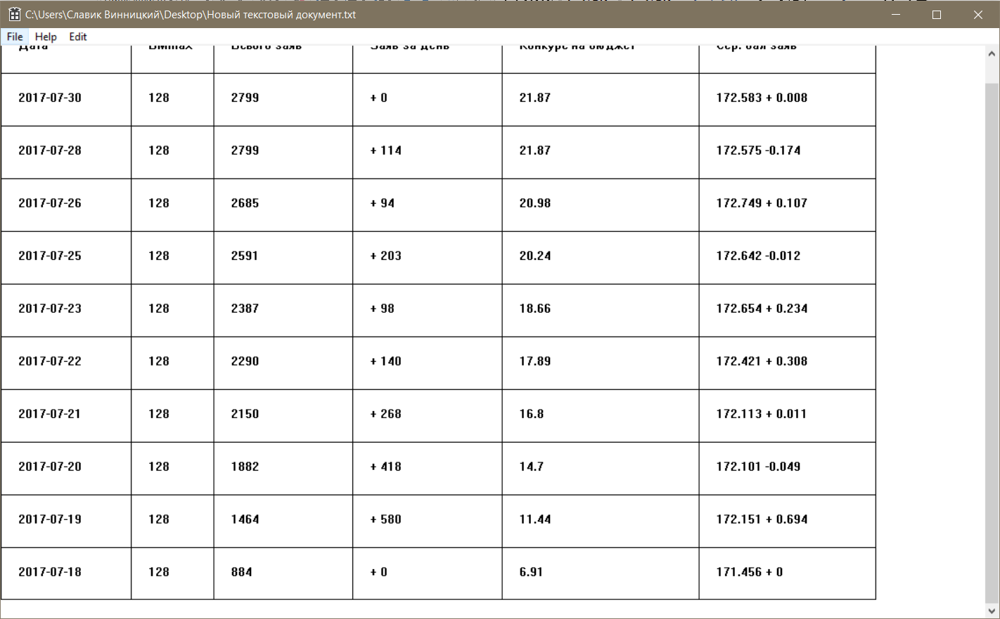 C:\Users\Славик Винницкий\Desktop\Новый текстовый документ.txt
File Help Edit
Дата BMmax Всього заяв Заяв за день Конкурс на бюджет Сер. бал заяв
2017-07-30 128 2799 + 0 21.87 172.583 + 0.008
2017-07-28 128 2799 + 114 21.87 172.575 -0.174
2017-07-26 128 2685 + 94 20.98 172.749 + 0.107
2017-07-25 128 2591 + 203 20.24 172.642 -0.012
2017-07-23 128 2387 + 98 18.66 172.654 + 0.234
2017-07-22 128 2290 + 140 17.89 172.421 + 0.308
2017-07-21 128 2150 + 268 16.8 172.113 + 0.011
2017-07-20 128 1882 + 418 14.7 172.101 -0.049
2017-07-19 128 1464 + 580 11.44 172.151 + 0.694
2017-07-18 128 884 + 0 6.91 171.456 + 0